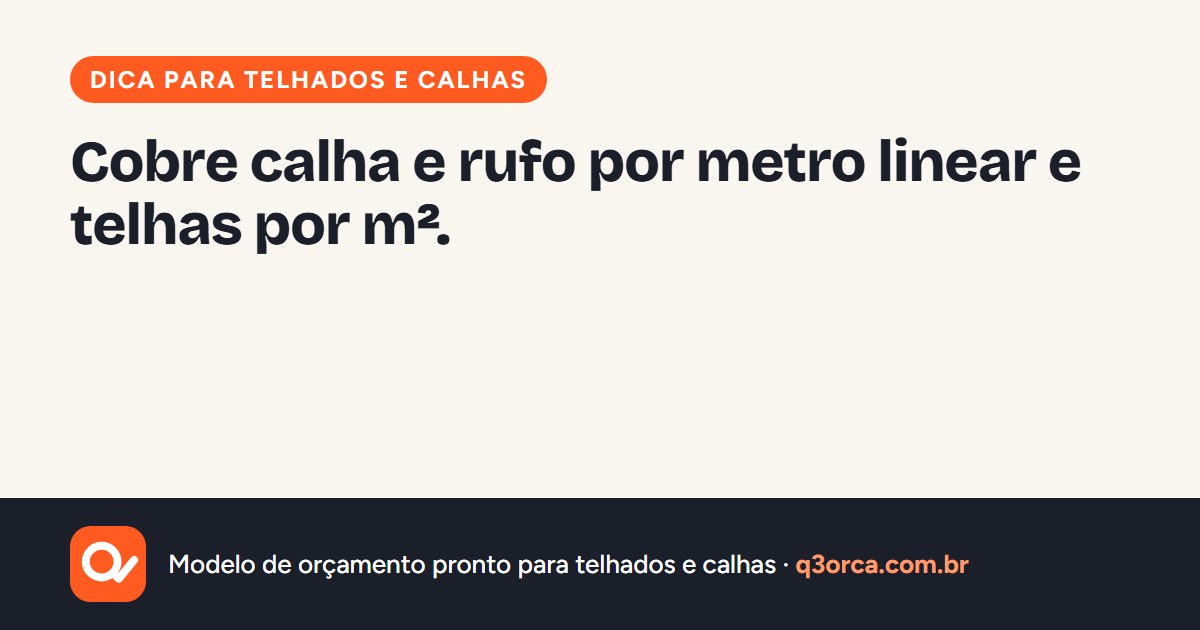 DICA PARA TELHADOS E CALHAS
Cobre calha e rufo por metro linear e
telhas por m².
Modelo de orçamento pronto para telhados e calhas · q3orca.com.br